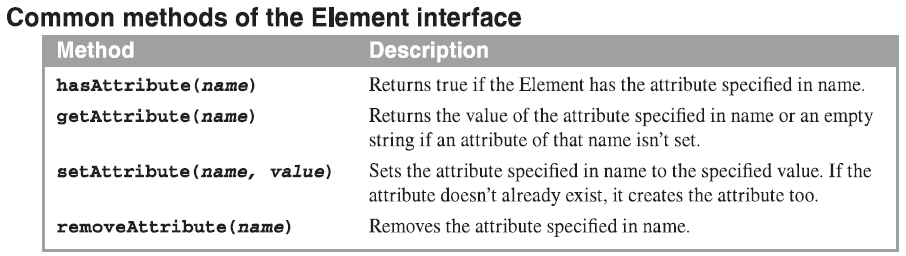 Common methods of the Element interface
Method Description
hasAttribute(name) Returns true if the Element has the attribute specified in name.
getAttribute(name) Returns the value of the attribute specified in name or an empty
string if an attribute of that name isn't set.
setAttribute(name, value) Sets the attribute specified in name to the specified value. If the
attribute doesn't already exist, it creates the attribute too.
removeAttribute(name) Removes the attribute specified in name.